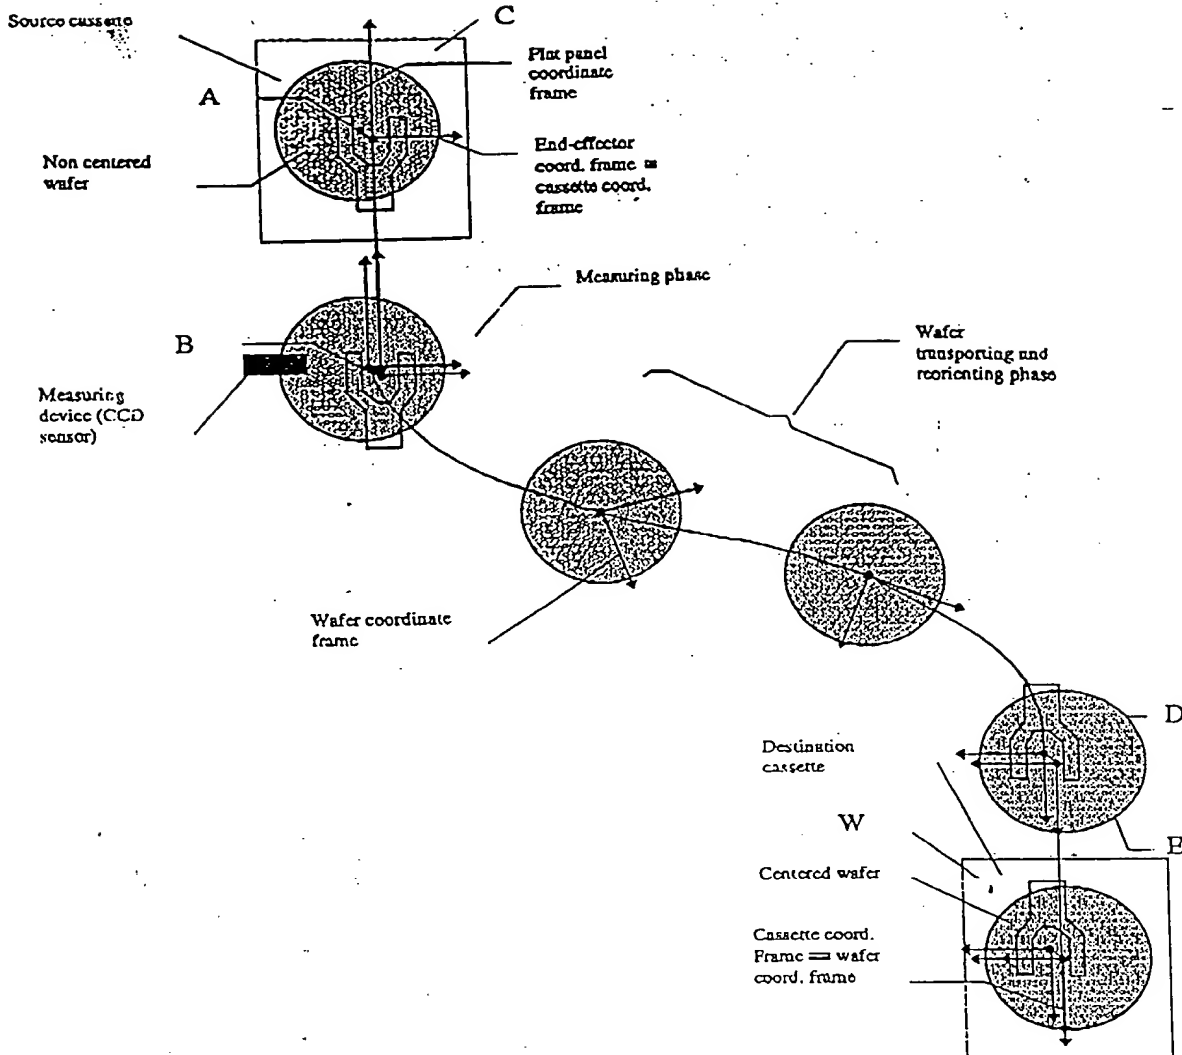 Source cassette
C
Flat panel
coordinate
frame
A
End-effector
coord. frame =
cassette coord.
frame
Non centered
wafer
Measuring phase
B
Wafer
transporting and
reorienting phase
Measuring
device (CCD
sensor)
Wafer coordinate
frame
D
Destination
cassette
W
E
Centered wafer
Cassette coord.
Frame = wafer
coord. frame